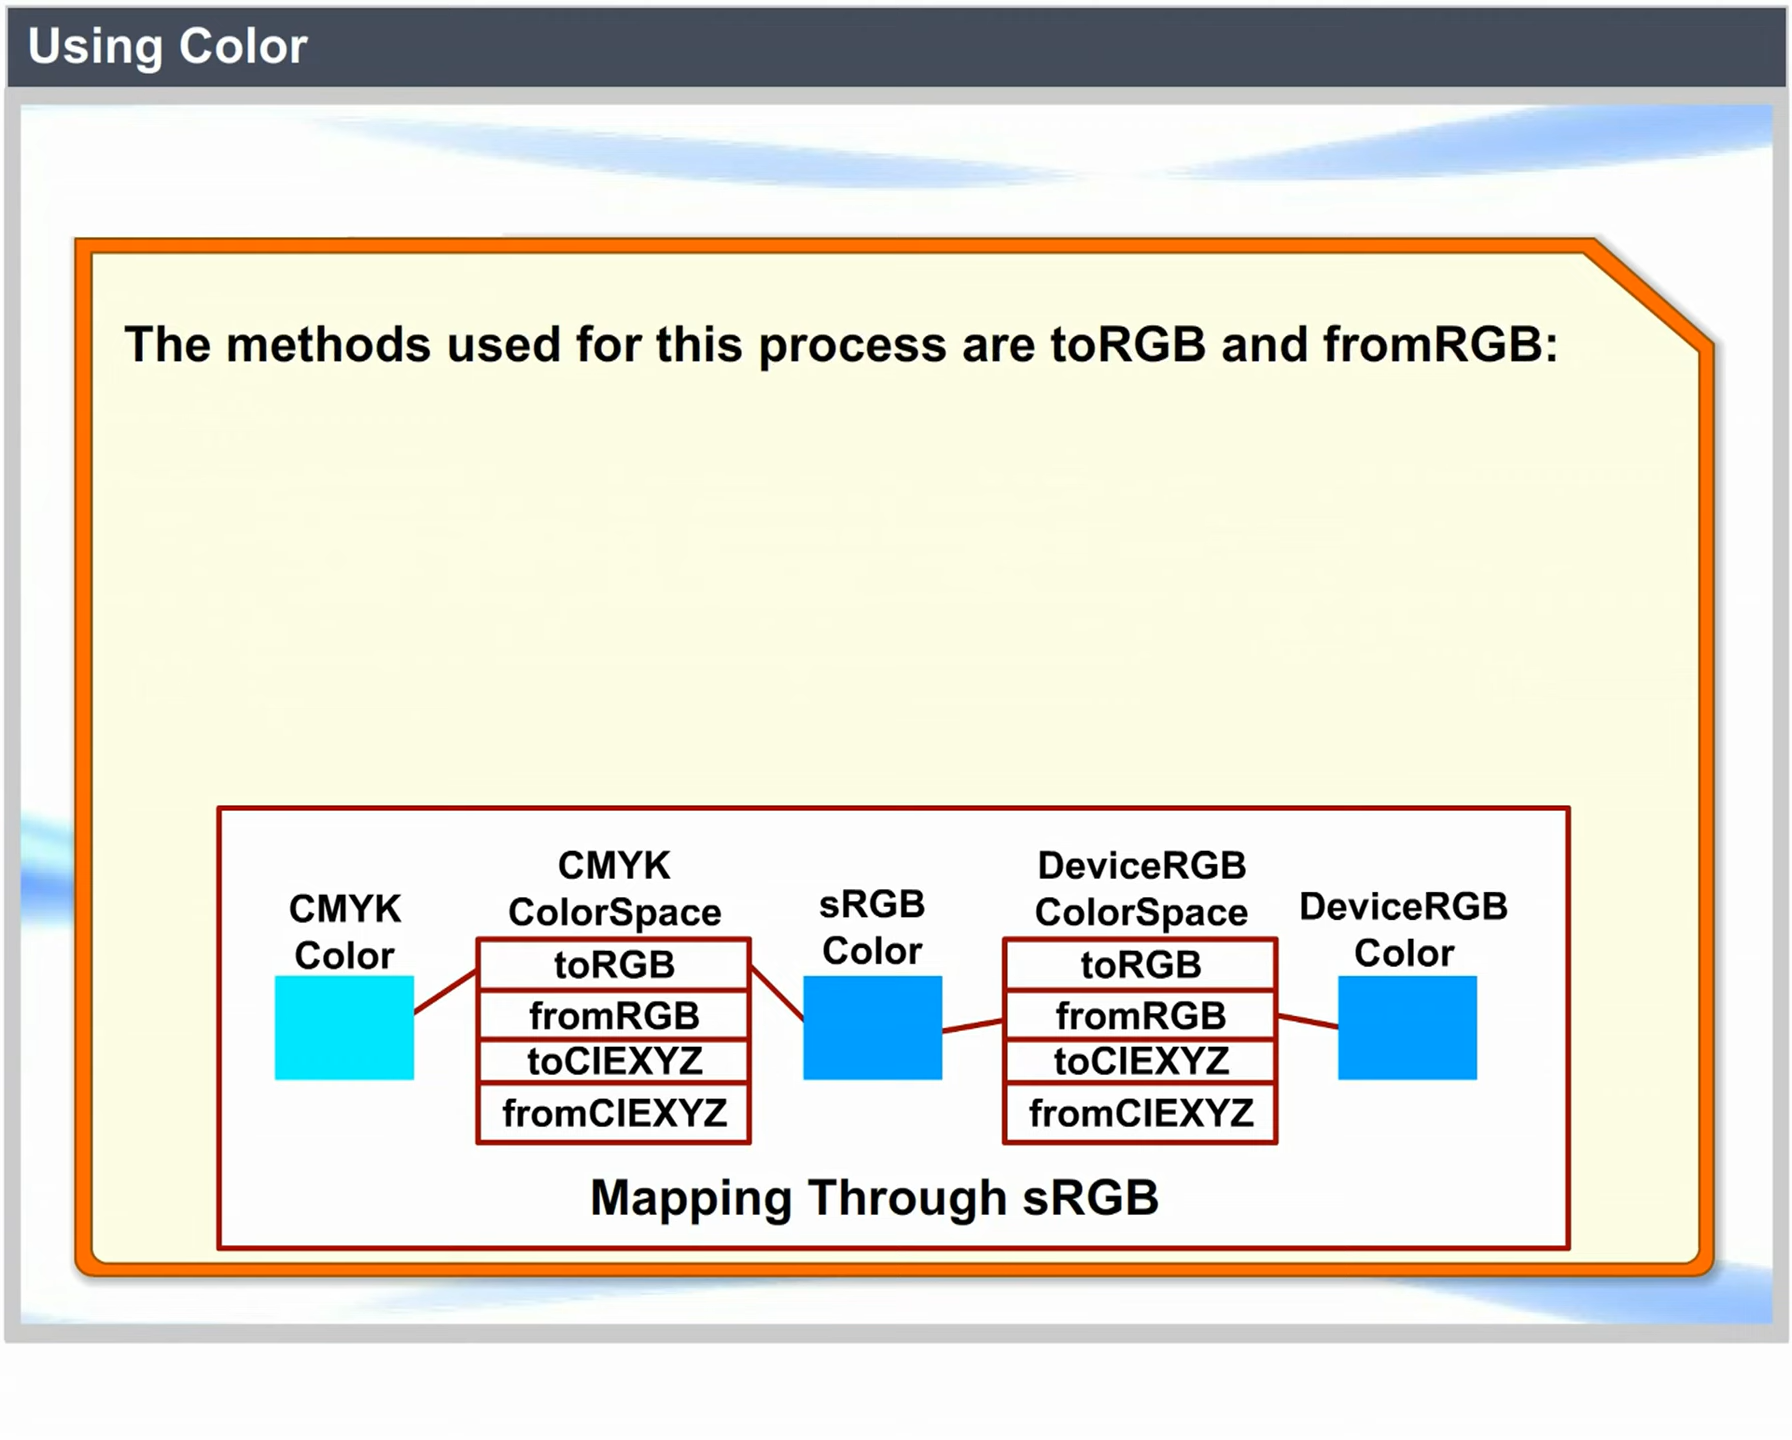 Using Color
The methods used for this process are toRGB and fromRGB:
CMYK
Color
CMYK
ColorSpace
toRGB
fromRGB
toCIEXYZ
fromCIEXYZ
sRGB
Color
DeviceRGB
ColorSpace
toRGB
fromRGB
toCIEXYZ
fromCIEXYZ
DeviceRGB
Color
Mapping Through sRGB